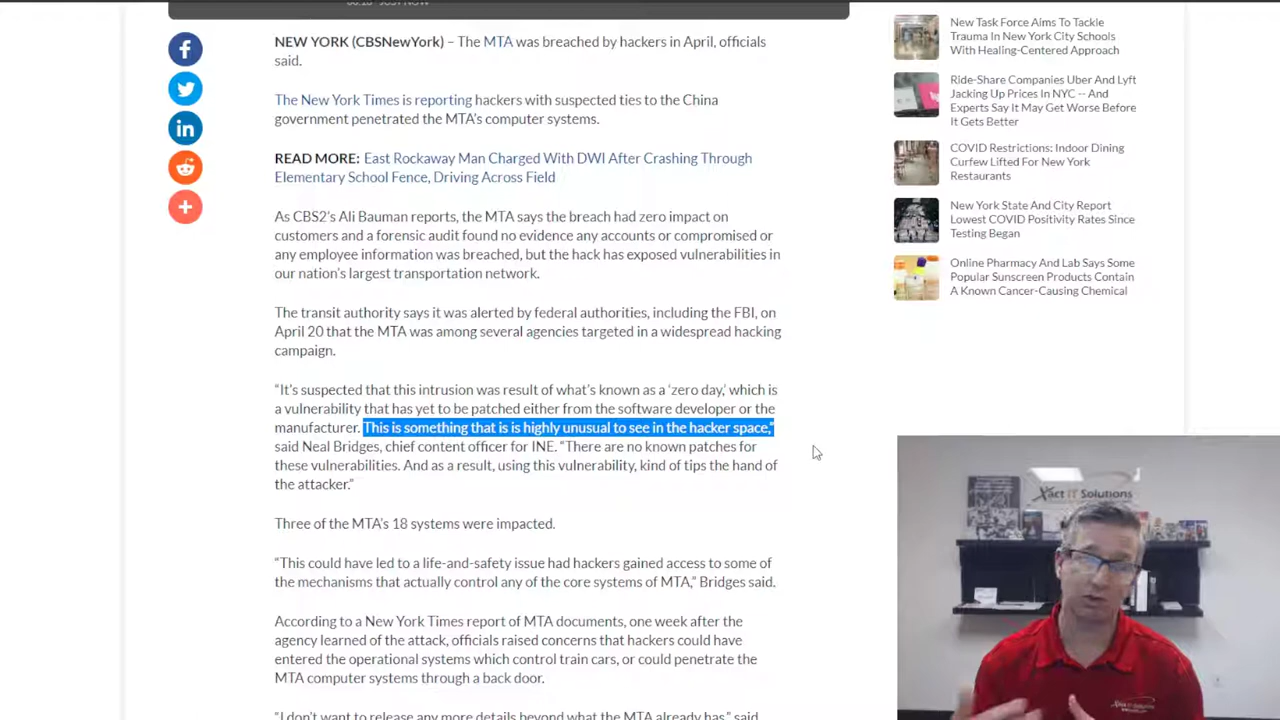 NEW YORK (CBSNewYork) – The MTA was breached by hackers in April, officials
said.
The New York Times is reporting hackers with suspected ties to the China
government penetrated the MTA's computer systems.
READ MORE: East Rockaway Man Charged With DWI After Crashing Through
Elementary School Fence, Driving Across Field
As CBS2's Ali Bauman reports, the MTA says the breach had zero impact on
customers and a forensic audit found no evidence any accounts or compromised or
any employee information was breached, but the hack has exposed vulnerabilities in
our nation's largest transportation network.
The transit authority says it was alerted by federal authorities, including the FBI, on
April 20 that the MTA was among several agencies targeted in a widespread hacking
campaign.
“It's suspected that this intrusion was result of what's known as a ‘zero day,’ which is
a vulnerability that has yet to be patched either from the software developer or the
manufacturer. This is something that is is highly unusual to see in the hacker space,”
said Neal Bridges, chief content officer for INE. “There are no known patches for
these vulnerabilities. And as a result, using this vulnerability, kind of tips the hand of
the attacker.”
Three of the MTA's 18 systems were impacted.
“This could have led to a life-and-safety issue had hackers gained access to some of
the mechanisms that actually control any of the core systems of MTA,” Bridges said.
According to a New York Times report of MTA documents, one week after the
agency learned of the attack, officials raised concerns that hackers could have
entered the operational systems which control train cars, or could penetrate the
MTA computer systems through a back door.
“I don't want to release any more details beyond what the MTA already has,” said
New Task Force Aims To Tackle
Trauma In New York City Schools
With Healing-Centered Approach
Ride-Share Companies Uber And Lyft
Jacking Up Prices In NYC -- And
Experts Say It May Get Worse Before
It Gets Better
COVID Restrictions: Indoor Dining
Curfew Lifted For New York
Restaurants
New York State And City Report
Lowest COVID Positivity Rates Since
Testing Began
Online Pharmacy And Lab Says Some
Popular Sunscreen Products Contain
A Known Cancer-Causing Chemical
Xact IT Solutions